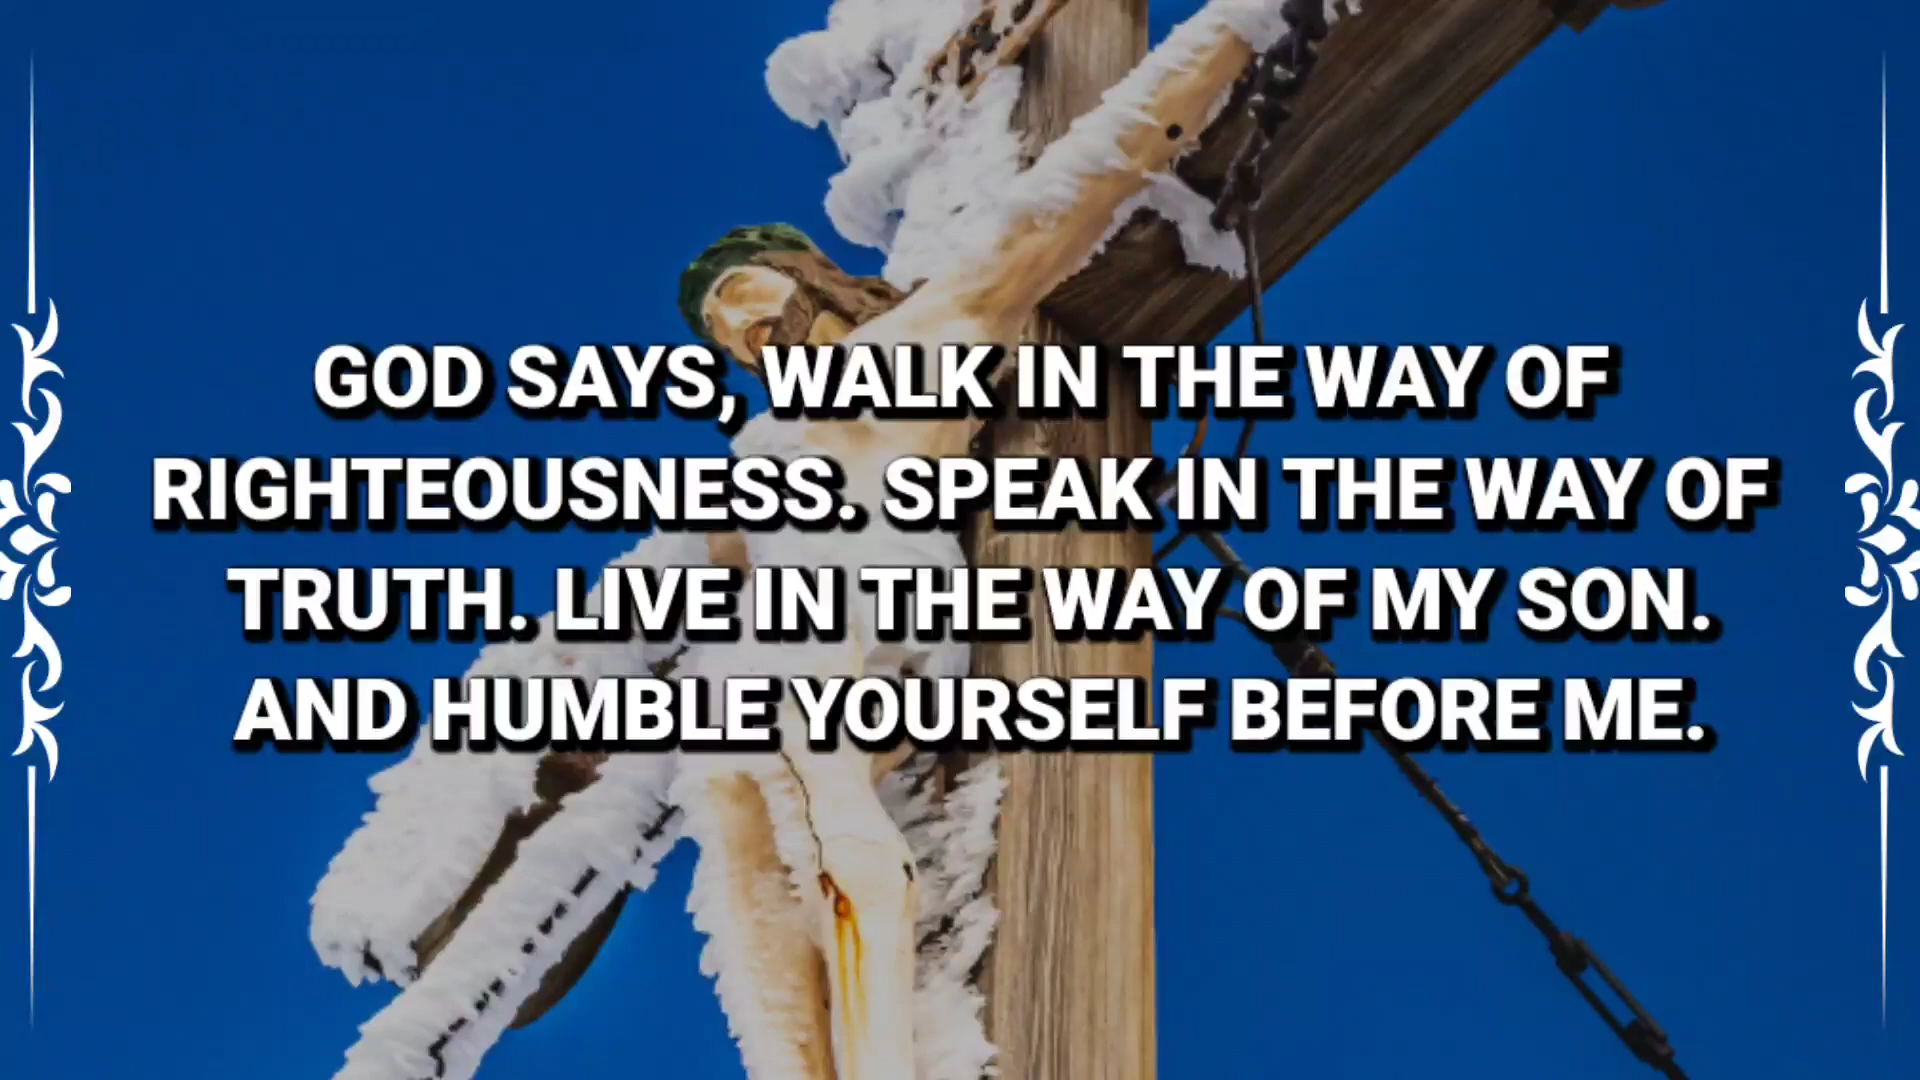 GOD SAYS, WALK IN THE WAY OF
RIGHTEOUSNESS. SPEAK IN THE WAY OF
TRUTH. LIVE IN THE WAY OF MY SON.
AND HUMBLE YOURSELF BEFORE ME.